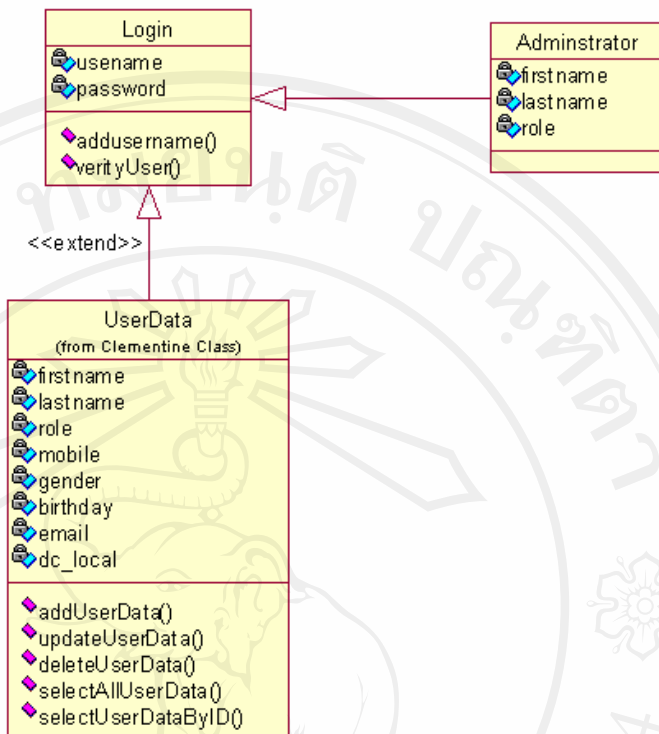 Login
usename
password
addusername()
verityUser()
Adminstrator
firstname
lastname
role
<<extend>>
UserData
(from Clementine Class)
firstname
lastname
role
mobile
gender
birthday
email
dc_local
addUserData()
updateUserData()
deleteUserData()
selectAllUserData()
selectUserDataByID()